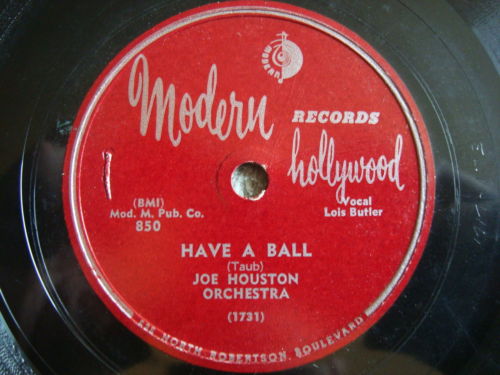 MODERN
Modern
RECORDS
hollywood
(BMI)
Mod. M. Pub. Co.
850
Vocal
Lois Butler
HAVE A BALL
(Taub)
JOE HOUSTON
ORCHESTRA
(1731)
NORTH ROBERTSON BOULEVARD